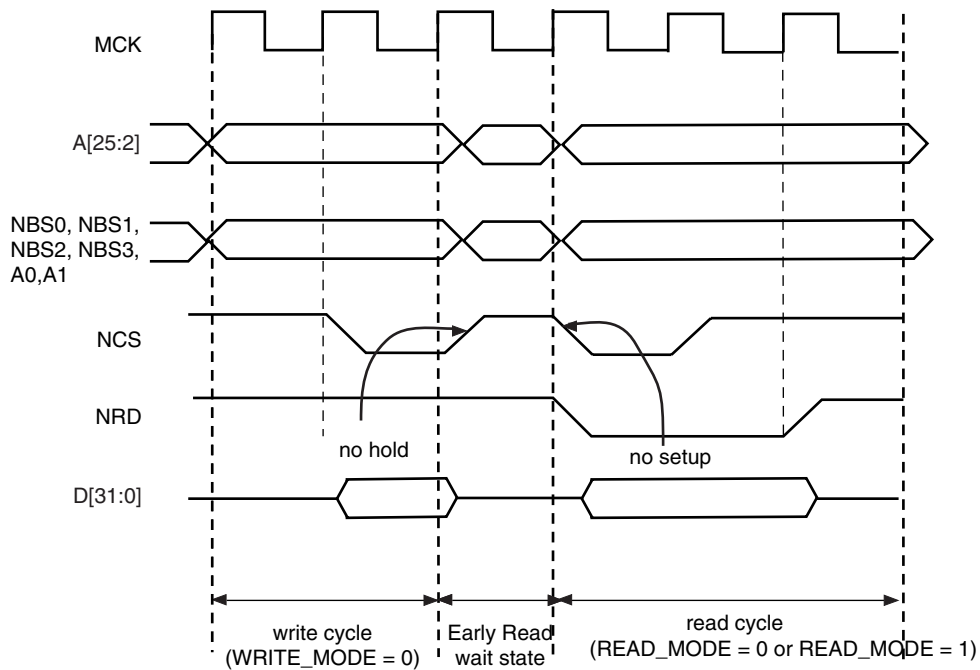 MCK
A[25:2]
NBS0, NBS1,
NBS2, NBS3,
A0,A1
NCS
NRD
no hold
no setup
D[31:0]
write cycle
(WRITE_MODE = 0)
Early Read
wait state
read cycle
(READ_MODE = 0 or READ_MODE = 1)